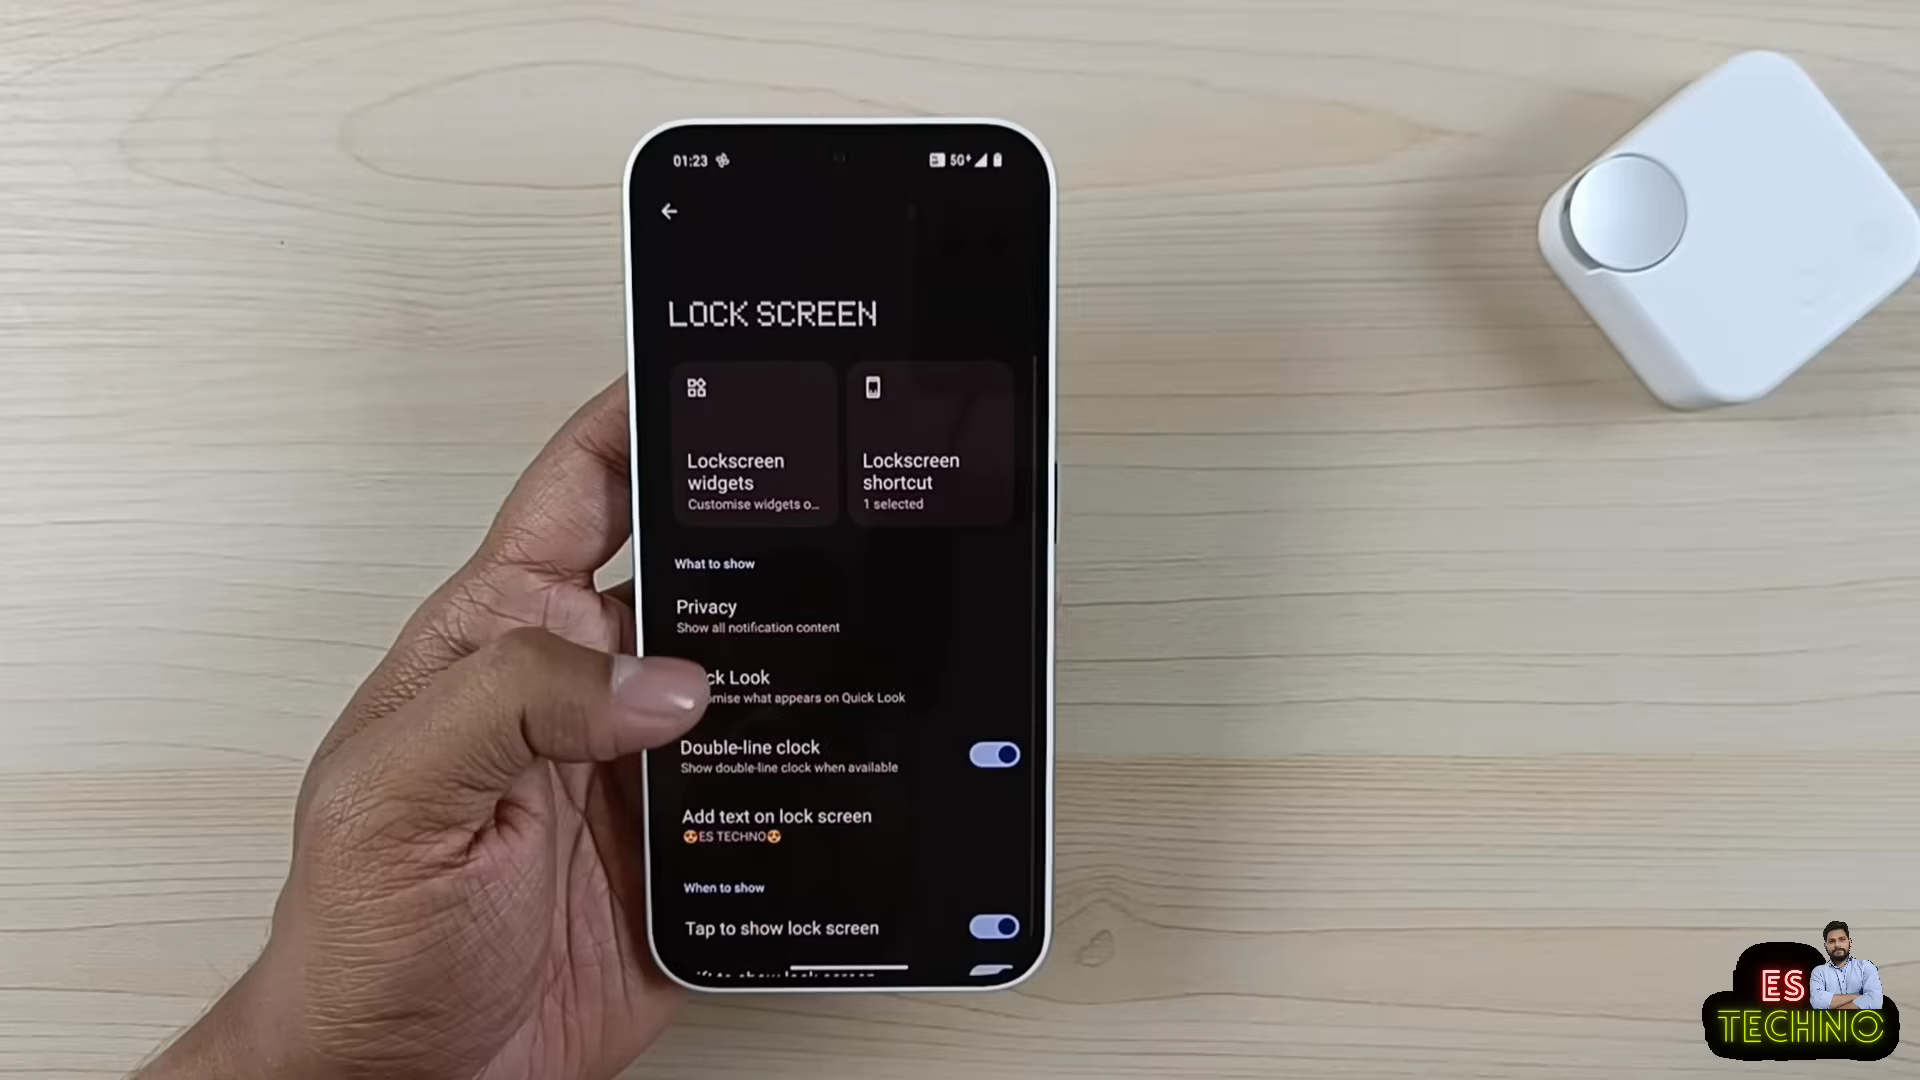 01:23 5G+
LOCK SCREEN
Lockscreen widgets
Customise widgets o...
Lockscreen shortcut
1 selected
What to show
Privacy
Show all notification content
Look
what appears on Quick Look
Double-line clock
Show double-line clock when available
Add text on lock screen
😍ES TECHNO😍
When to show
Tap to show lock screen
ES
TECHNO